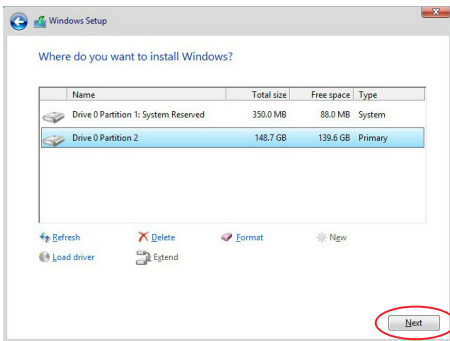 Windows Setup
Where do you want to install Windows?
Name Total size Free space Type
Drive 0 Partition 1: System Reserved 350.0 MB 88.0 MB System
Drive 0 Partition 2 148.7 GB 139.6 GB Primary
Refresh Delete Format New
Load driver Extend
Next